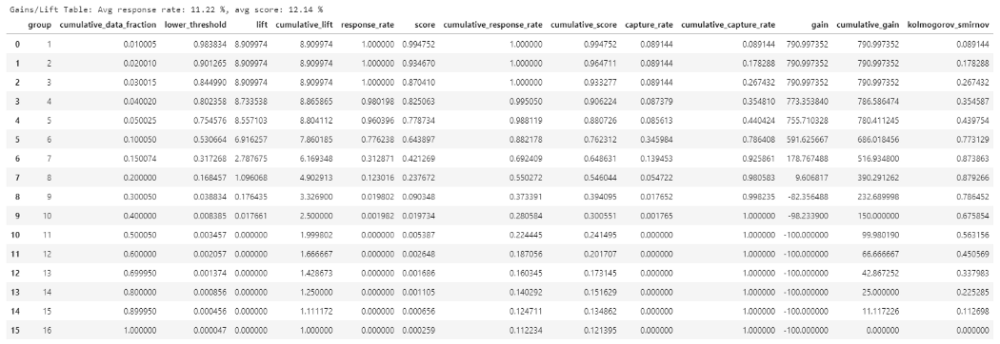 Gains/Lift Table: Avg response rate: 11.22 %, avg score: 12.14 %
group cumulative_data_fraction lower_threshold lift cumulative_lift response_rate score cumulative_response_rate cumulative_score capture_rate cumulative_capture_rate gain cumulative_gain kolmogorov_smirnov
0 1 0.010005 0.983834 8.909974 8.909974 1.000000 0.994752 1.000000 0.994752 0.089144 0.089144 790.997352 790.997352 0.089144
1 2 0.020010 0.901265 8.909974 8.909974 1.000000 0.934670 1.000000 0.964711 0.089144 0.178288 790.997352 790.997352 0.178288
2 3 0.030015 0.844990 8.909974 8.909974 1.000000 0.870410 1.000000 0.933277 0.089144 0.267432 790.997352 790.997352 0.267432
3 4 0.040020 0.802358 8.733538 8.865865 0.980198 0.825063 0.995050 0.906224 0.087379 0.354810 773.353840 786.586474 0.354587
4 5 0.050025 0.754576 8.557103 8.804112 0.960396 0.778734 0.988119 0.880726 0.085613 0.440424 755.710328 780.411245 0.439754
5 6 0.100050 0.530664 6.916257 7.860185 0.776238 0.643897 0.882178 0.762312 0.345984 0.786408 591.625667 686.018456 0.773129
6 7 0.150074 0.317268 2.787675 6.169348 0.312871 0.421269 0.692409 0.648631 0.139453 0.925861 178.767488 516.934800 0.873863
7 8 0.200000 0.168457 1.096068 4.902913 0.123016 0.237672 0.550272 0.546044 0.054722 0.980583 9.606817 390.291262 0.879266
8 9 0.300050 0.038834 0.176435 3.326900 0.019802 0.090348 0.373391 0.394095 0.017652 0.998235 -82.356488 232.689998 0.786452
9 10 0.400000 0.008385 0.017661 2.500000 0.001982 0.019734 0.280584 0.300551 0.001765 1.000000 -98.233900 150.000000 0.675854
10 11 0.500050 0.003457 0.000000 1.999802 0.000000 0.005387 0.224445 0.241495 0.000000 1.000000 -100.000000 99.980190 0.563156
11 12 0.600000 0.002057 0.000000 1.666667 0.000000 0.002648 0.187056 0.201707 0.000000 1.000000 -100.000000 66.666667 0.450569
12 13 0.699950 0.001374 0.000000 1.428673 0.000000 0.001686 0.160345 0.173145 0.000000 1.000000 -100.000000 42.867252 0.337983
13 14 0.800000 0.000856 0.000000 1.250000 0.000000 0.001105 0.140292 0.151629 0.000000 1.000000 -100.000000 25.000000 0.225285
14 15 0.899950 0.000456 0.000000 1.111172 0.000000 0.000656 0.124711 0.134862 0.000000 1.000000 -100.000000 11.117226 0.112698
15 16 1.000000 0.000047 0.000000 1.000000 0.000000 0.000259 0.112234 0.121395 0.000000 1.000000 -100.000000 0.000000 0.000000